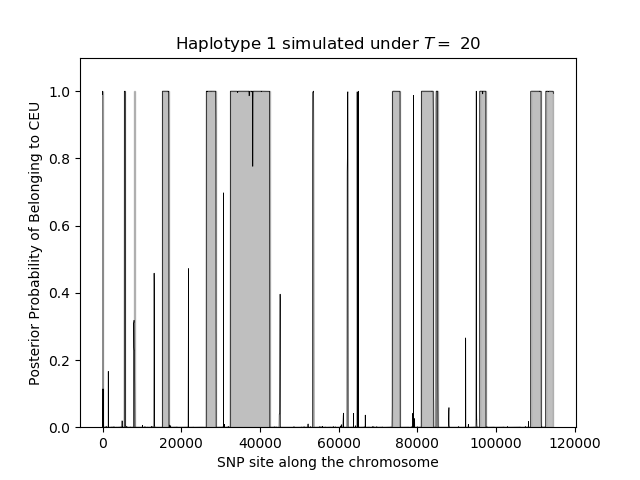 Haplotype 1 simulated under T = 20
Posterior Probability of Belonging to CEU
1.0
0.8
0.6
0.4
0.2
0.0
0 20000 40000 60000 80000 100000 120000
SNP site along the chromosome